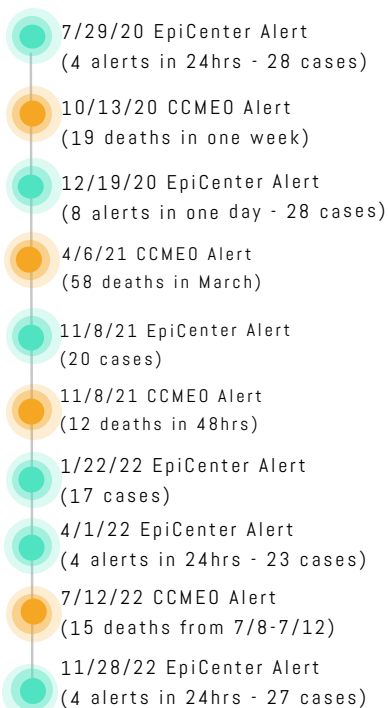 7/29/20 EpiCenter Alert
(4 alerts in 24hrs - 28 cases)
10/13/20 CCMEO Alert
(19 deaths in one week)
12/19/20 EpiCenter Alert
(8 alerts in one day - 28 cases)
4/6/21 CCMEO Alert
(58 deaths in March)
11/8/21 EpiCenter Alert
(20 cases)
11/8/21 CCMEO Alert
(12 deaths in 48hrs)
1/22/22 EpiCenter Alert
(17 cases)
4/1/22 EpiCenter Alert
(4 alerts in 24hrs - 23 cases)
7/12/22 CCMEO Alert
(15 deaths from 7/8-7/12)
11/28/22 EpiCenter Alert
(4 alerts in 24hrs - 27 cases)